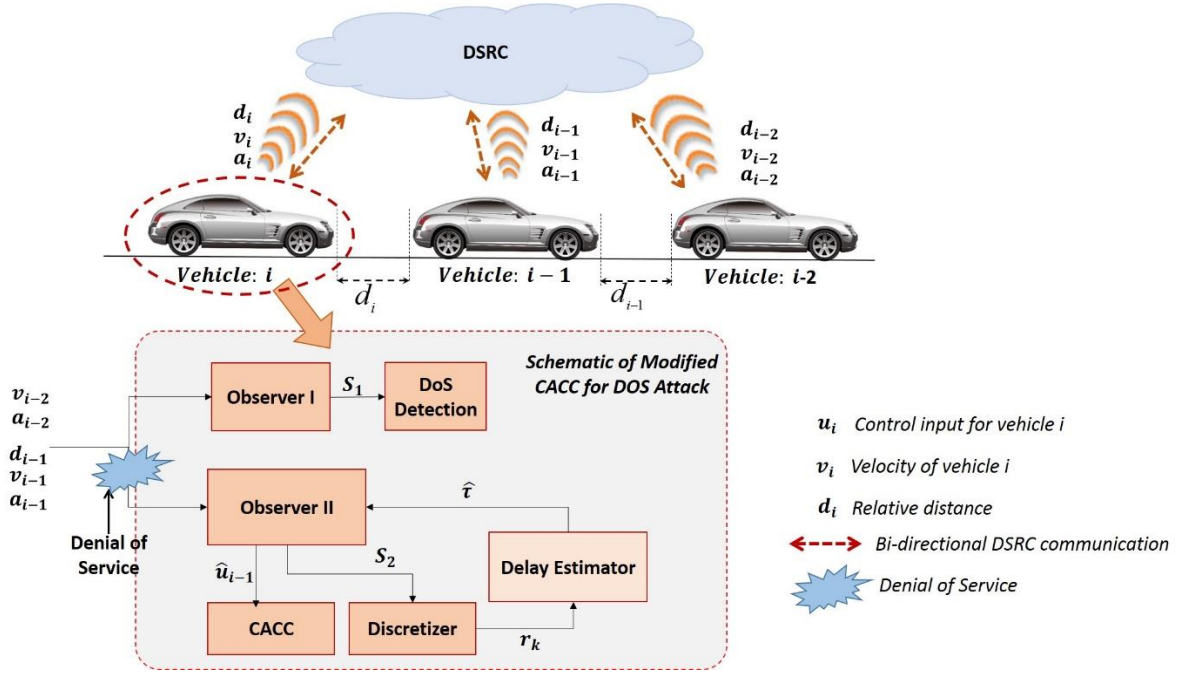 DSRC
d_i
v_i
a_i
d_{i-1}
v_{i-1}
a_{i-1}
d_{i-2}
v_{i-2}
a_{i-2}
Vehicle: i
Vehicle: i − 1
Vehicle: i-2
d_i
d_{i-1}
Schematic of Modified
CACC for DOS Attack
Observer I
S_1
DoS
Detection
v_{i-2}
a_{i-2}
d_{i-1}
v_{i-1}
a_{i-1}
Denial of
Service
Observer II
τ̂
û_{i-1}
S_2
Delay Estimator
CACC
Discretizer
r_k
u_i Control input for vehicle i
v_i Velocity of vehicle i
d_i Relative distance
Bi-directional DSRC communication
Denial of Service